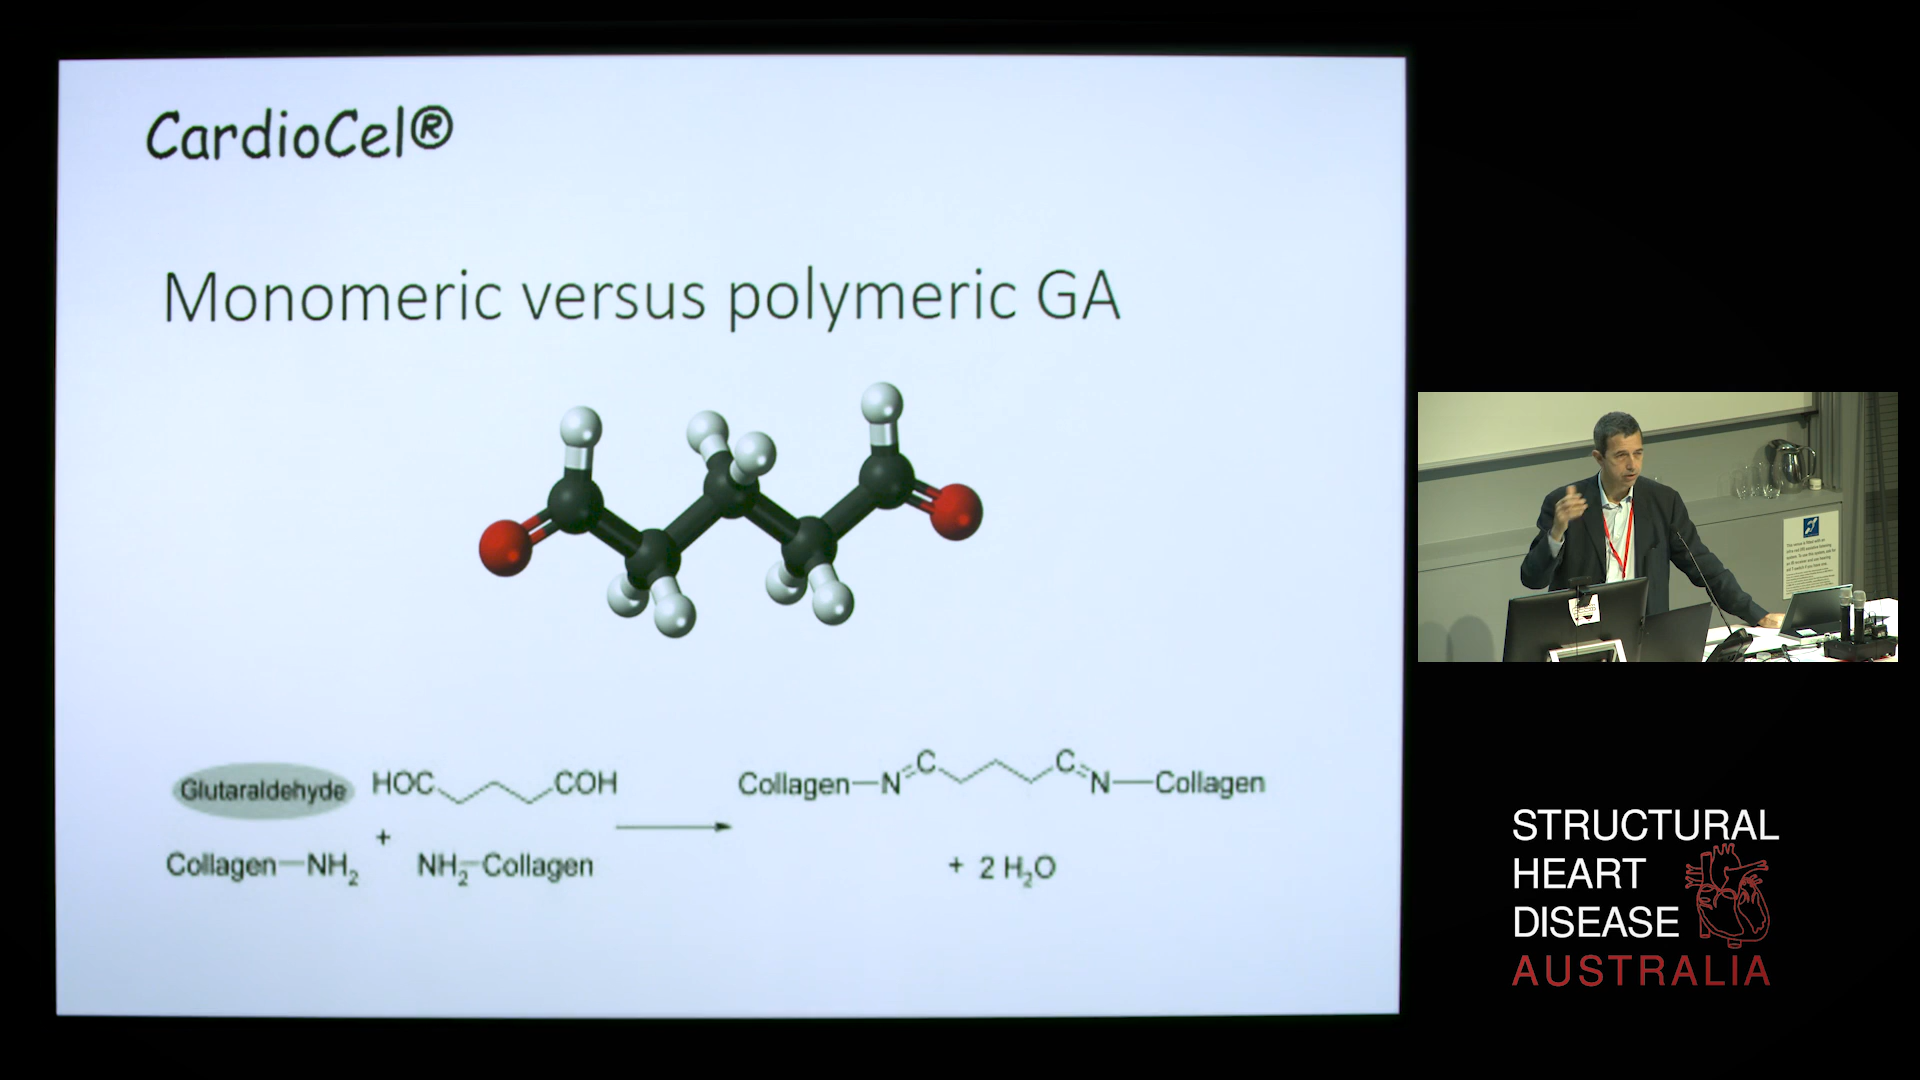 CardioCel®
Monomeric versus polymeric GA
Glutaraldehyde HOC COH
+
Collagen—NH₂ NH₂—Collagen
Collagen—N=C C=N—Collagen
+ 2 H₂O
STRUCTURAL
HEART
DISEASE
AUSTRALIA